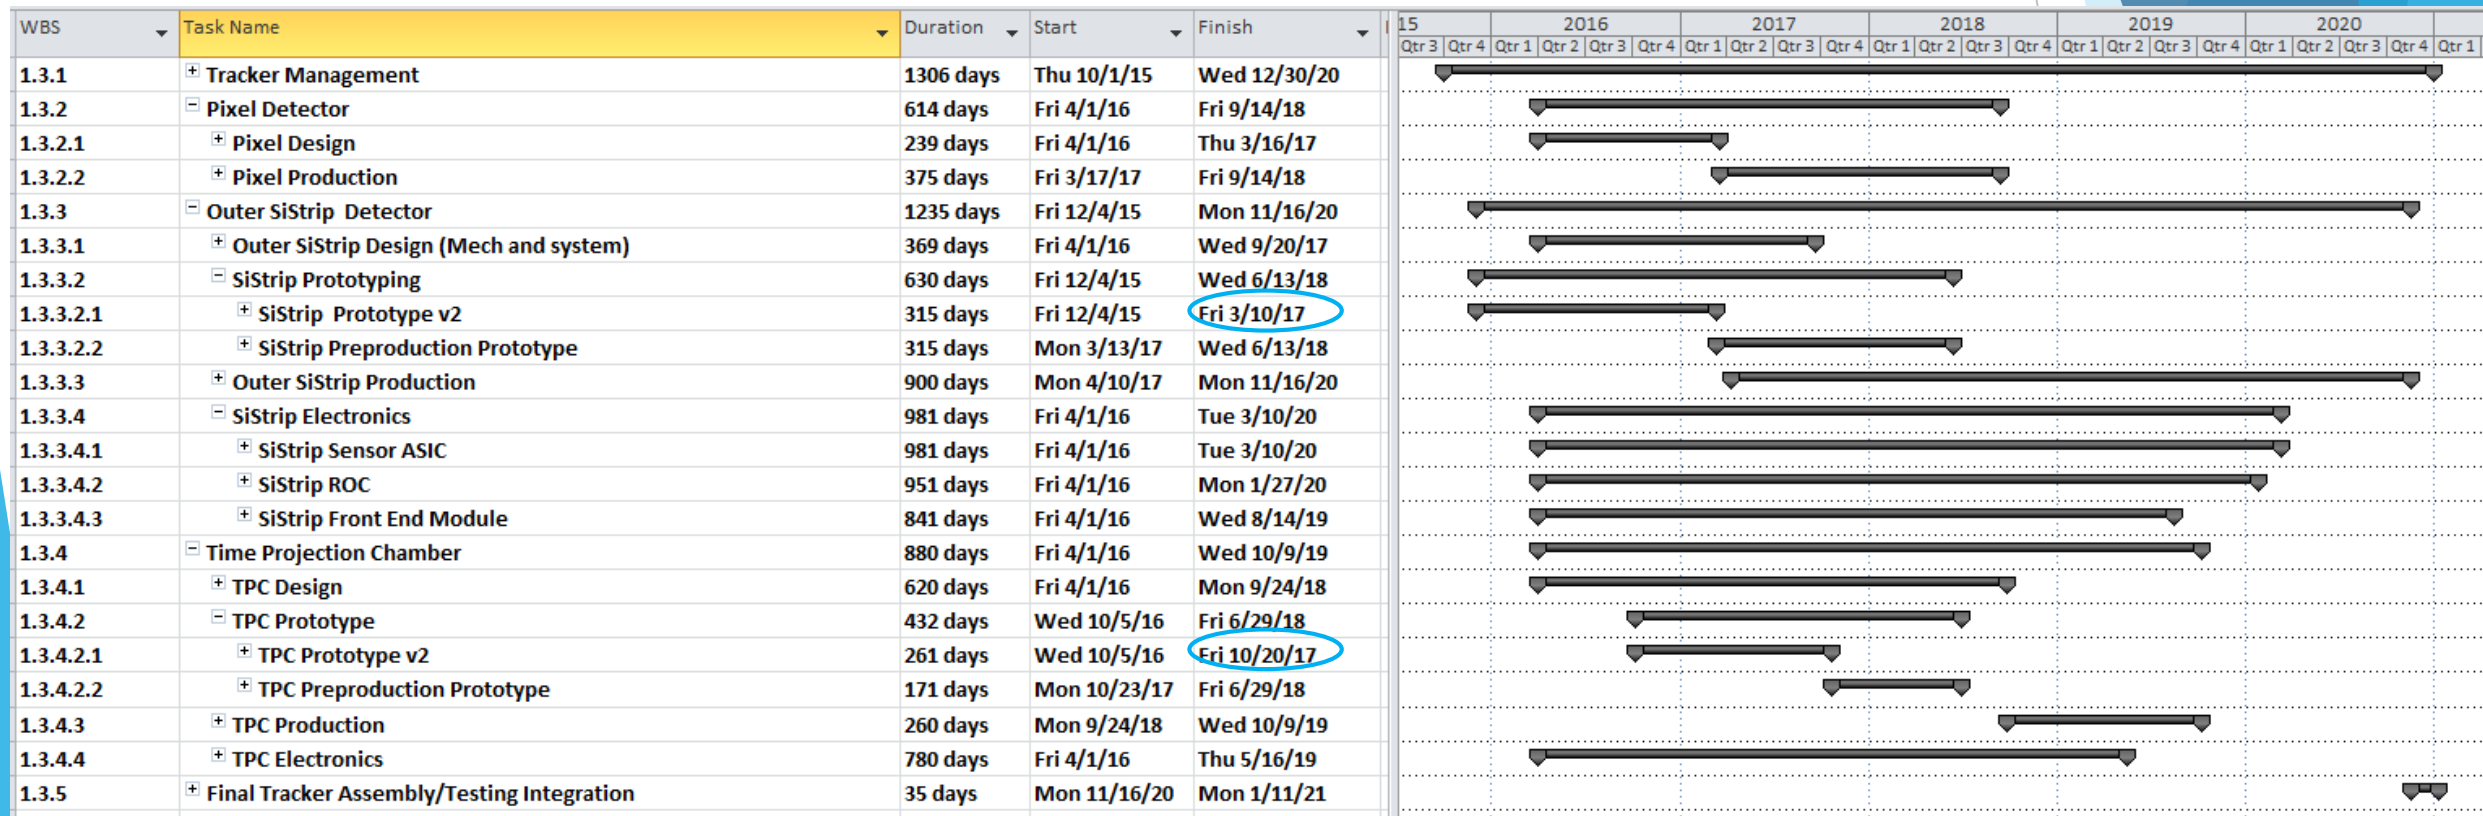 WBS Task Name Duration Start Finish 15 2016 2017 2018 2019 2020
Qtr 3 Qtr 4 Qtr 1 Qtr 2 Qtr 3 Qtr 4 Qtr 1 Qtr 2 Qtr 3 Qtr 4 Qtr 1 Qtr 2 Qtr 3 Qtr 4 Qtr 1 Qtr 2 Qtr 3 Qtr 4 Qtr 1 Qtr 2 Qtr 3 Qtr 4 Qtr 1
1.3.1 Tracker Management 1306 days Thu 10/1/15 Wed 12/30/20
1.3.2 Pixel Detector 614 days Fri 4/1/16 Fri 9/14/18
1.3.2.1 Pixel Design 239 days Fri 4/1/16 Thu 3/16/17
1.3.2.2 Pixel Production 375 days Fri 3/17/17 Fri 9/14/18
1.3.3 Outer SiStrip Detector 1235 days Fri 12/4/15 Mon 11/16/20
1.3.3.1 Outer SiStrip Design (Mech and system) 369 days Fri 4/1/16 Wed 9/20/17
1.3.3.2 SiStrip Prototyping 630 days Fri 12/4/15 Wed 6/13/18
1.3.3.2.1 SiStrip Prototype v2 315 days Fri 12/4/15 Fri 3/10/17
1.3.3.2.2 SiStrip Preproduction Prototype 315 days Mon 3/13/17 Wed 6/13/18
1.3.3.3 Outer SiStrip Production 900 days Mon 4/10/17 Mon 11/16/20
1.3.3.4 SiStrip Electronics 981 days Fri 4/1/16 Tue 3/10/20
1.3.3.4.1 SiStrip Sensor ASIC 981 days Fri 4/1/16 Tue 3/10/20
1.3.3.4.2 SiStrip ROC 951 days Fri 4/1/16 Mon 1/27/20
1.3.3.4.3 SiStrip Front End Module 841 days Fri 4/1/16 Wed 8/14/19
1.3.4 Time Projection Chamber 880 days Fri 4/1/16 Wed 10/9/19
1.3.4.1 TPC Design 620 days Fri 4/1/16 Mon 9/24/18
1.3.4.2 TPC Prototype 432 days Wed 10/5/16 Fri 6/29/18
1.3.4.2.1 TPC Prototype v2 261 days Wed 10/5/16 Fri 10/20/17
1.3.4.2.2 TPC Preproduction Prototype 171 days Mon 10/23/17 Fri 6/29/18
1.3.4.3 TPC Production 260 days Mon 9/24/18 Wed 10/9/19
1.3.4.4 TPC Electronics 780 days Fri 4/1/16 Thu 5/16/19
1.3.5 Final Tracker Assembly/Testing Integration 35 days Mon 11/16/20 Mon 1/11/21